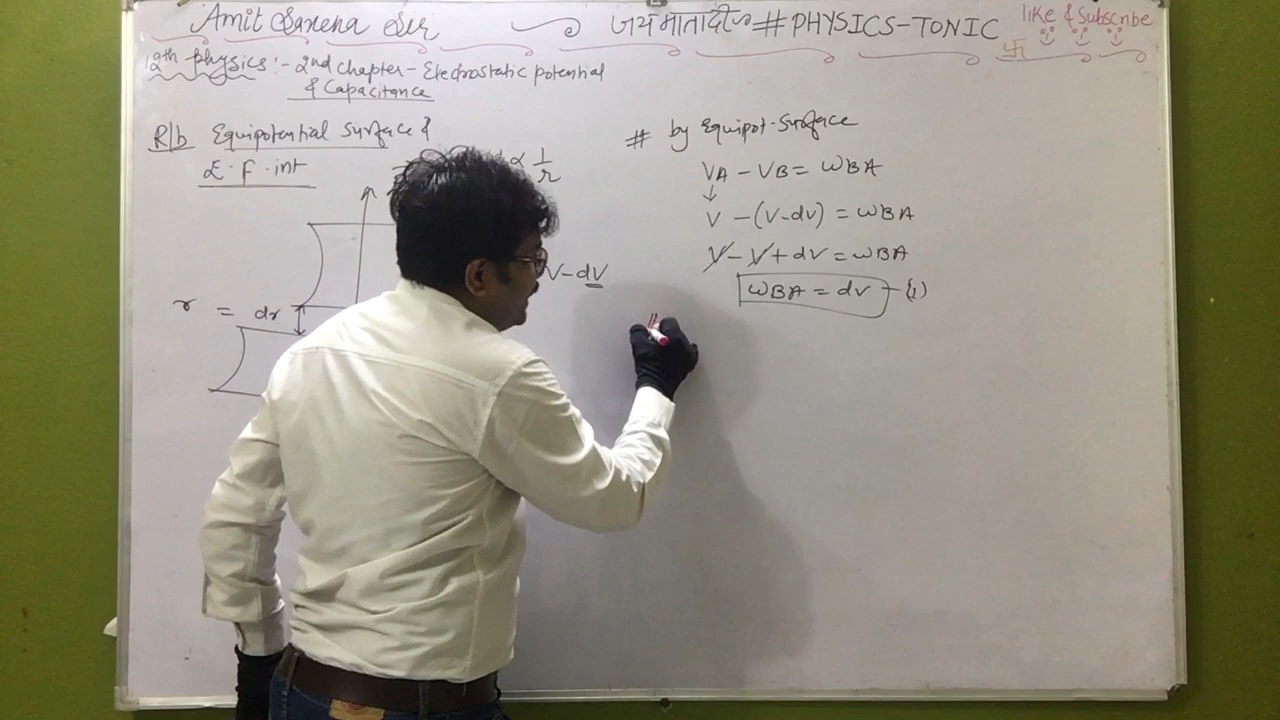 Amit Saxena Sir जय माता दी # PHYSICS-TONIC like & Subscribe
12th physics :- 2nd chapter - Electrostatic potential
& Capacitance
R/b Equipotential Surface &
E.F.int
∝ 1/r
V-dV
r = dr
# by Equipot-Surface
VA - VB = WBA
↓
V - (V-dV) = WBA
V - V + dV = WBA
WBA = dV - (1)